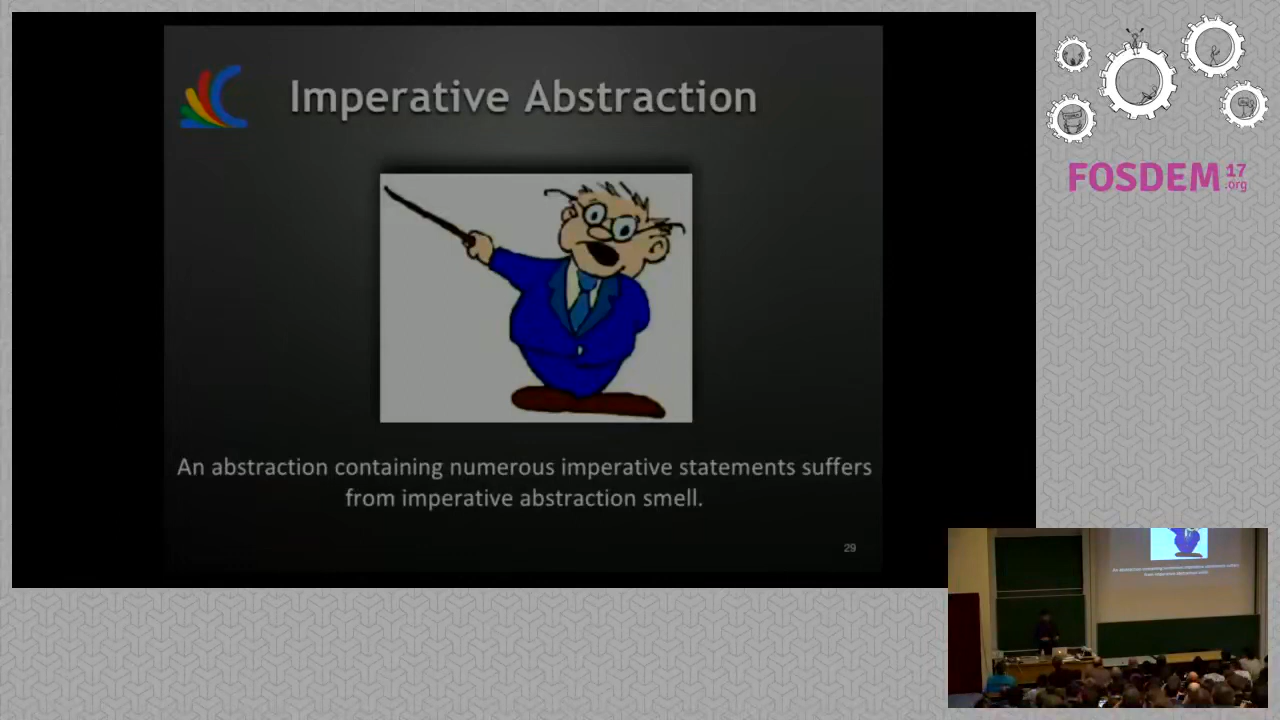 Imperative Abstraction
An abstraction containing numerous imperative statements suffers
from imperative abstraction smell.
29
FOSDEM 17
.org